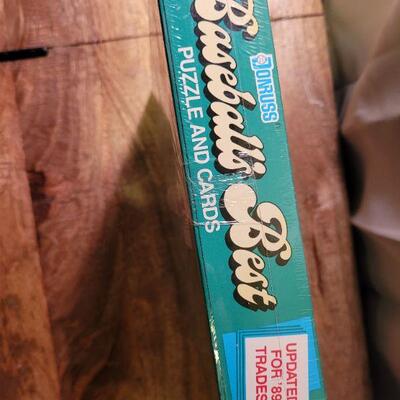 DONRUSS
Baseball's Best
PUZZLE AND CARDS
UPDATED
FOR '89
TRADES